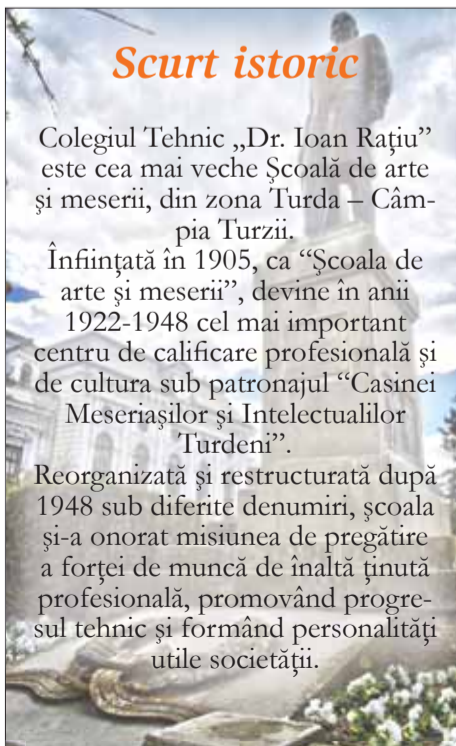 Scurt istoric
Colegiul Tehnic „Dr. Ioan Raţiu”
este cea mai veche Şcoală de arte
şi meserii, din zona Turda – Câm-
pia Turzii.
Înfiinţată în 1905, ca “Şcoala de
arte şi meserii”, devine în anii
1922-1948 cel mai important
centru de calificare profesională şi
de cultura sub patronajul “Casinei
Meseriaşilor şi Intelectualilor
Turdeni”.
Reorganizată şi restructurată după
1948 sub diferite denumiri, şcoala
şi-a onorat misiunea de pregătire
a forţei de muncă de înaltă ţinută
profesională, promovând progre-
sul tehnic şi formând personalităţi
utile societăţii.